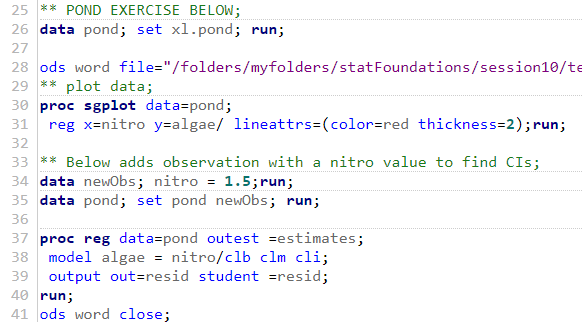 25 ** POND EXERCISE BELOW;
26 data pond; set xl.pond; run;
27
28 ods word file="/folders/myfolders/statFoundations/session10/te
29 ** plot data;
30 proc sgplot data=pond;
31  reg x=nitro y=algae/ lineattrs=(color=red thickness=2);run;
32
33 ** Below adds observation with a nitro value to find CIs;
34 data newObs; nitro = 1.5;run;
35 data pond; set pond newObs; run;
36
37 proc reg data=pond outest =estimates;
38  model algae = nitro/clb clm cli;
39  output out=resid student =resid;
40 run;
41 ods word close;